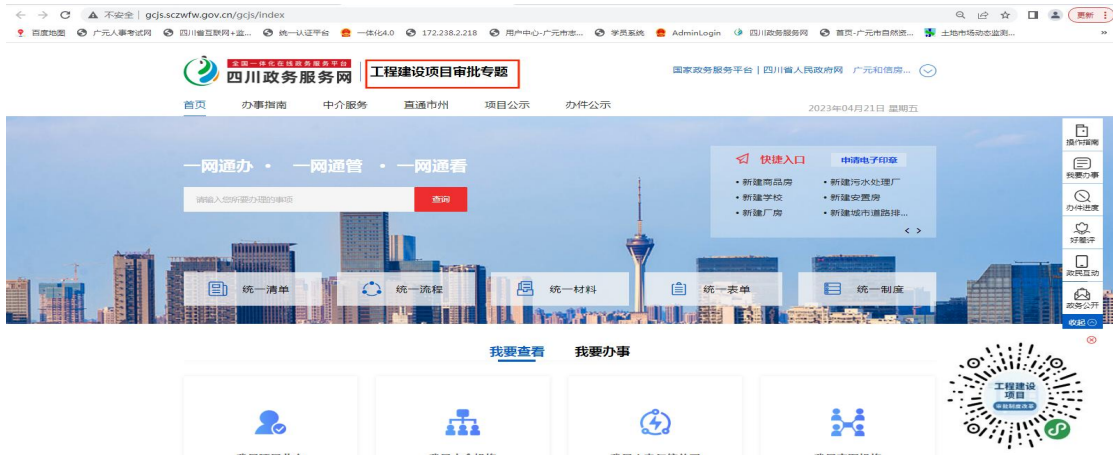 不安全 | gcjs.sczwfw.gov.cn/gcjs/index 更新
百度地图 广元人事考试网 四川省互联网+监... 统一认证平台 一体化4.0 172.238.2.218 用户中心-广元市志... 学员系统 AdminLogin 四川政务服务网 首页-广元市自然资... 土地市场动态监测... »
全国一体化在线政务服务平台
四川政务服务网 工程建设项目审批专题 国家政务服务平台 | 四川省人民政府网 广元和信房...
首页 办事指南 中介服务 直通市州 项目公示 办件公示 2023年04月21日 星期五
一网通办 · 一网通管 · 一网通看
请输入您所要办理的事项 查询
快捷入口 申请电子印章
• 新建商品房 • 新建污水处理厂
• 新建学校 • 新建安置房
• 新建厂房 • 新建城市道路排...
< >
统一清单 统一流程 统一材料 统一表单 统一制度
操作指南
我要办事
办件进度
好差评
政民互动
政务公开
收起
我要查看 我要办事
工程建设
项目
审批制度改革